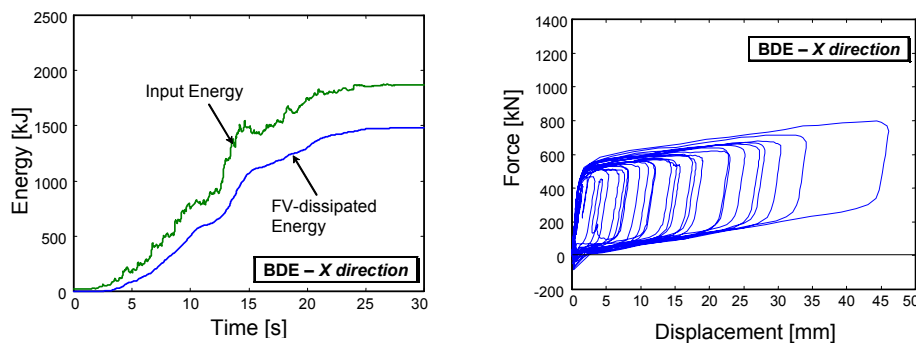 2500
2000
1500
1000
500
0
Energy [kJ]
Input Energy
FV-dissipated
Energy
BDE – X direction
0 5 10 15 20 25 30
Time [s]
1400
1200
1000
800
600
400
200
0
-200
Force [kN]
BDE – X direction
0 5 10 15 20 25 30 35 40 45 50
Displacement [mm]